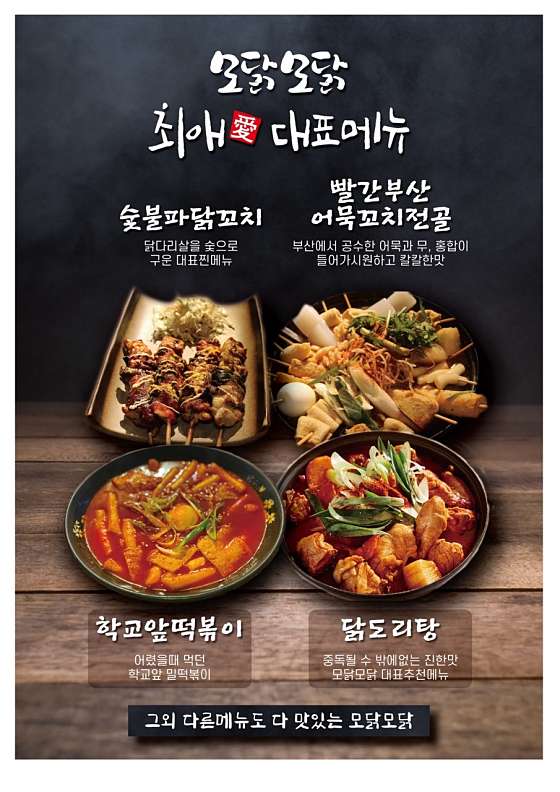 모닭모닭
최애 愛 대표메뉴
숯불파닭꼬치
닭다리살을 숯으로
구운 대표찐메뉴
빨간부산
어묵꼬치전골
부산에서 공수한 어묵과 무, 홍합이
들어가시원하고 칼칼한맛
학교앞떡볶이
어렸을때 먹던
학교앞 밀떡볶이
닭도리탕
중독될 수 밖에없는 진한맛
모닭모닭 대표추천메뉴
그외 다른메뉴도 다 맛있는 모닭모닭